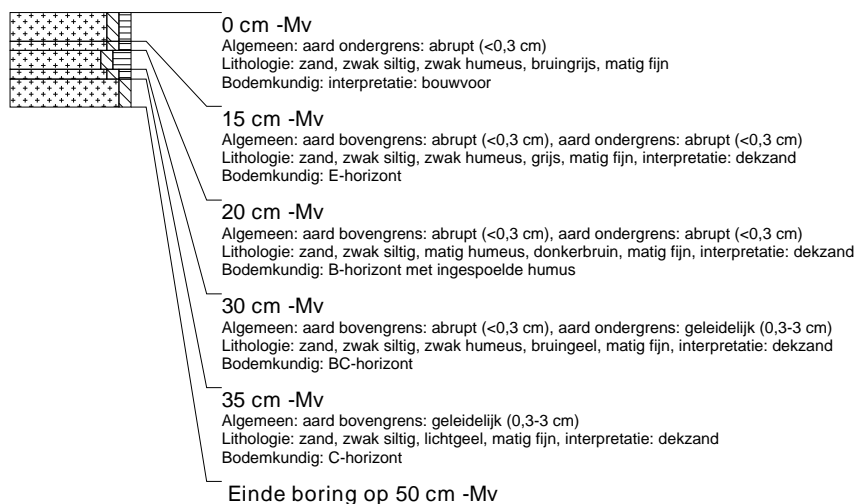 0 cm -Mv
Algemeen: aard ondergrens: abrupt (<0,3 cm)
Lithologie: zand, zwak siltig, zwak humeus, bruingrijs, matig fijn
Bodemkundig: interpretatie: bouwvoor
15 cm -Mv
Algemeen: aard bovengrens: abrupt (<0,3 cm), aard ondergrens: abrupt (<0,3 cm)
Lithologie: zand, zwak siltig, zwak humeus, grijs, matig fijn, interpretatie: dekzand
Bodemkundig: E-horizont
20 cm -Mv
Algemeen: aard bovengrens: abrupt (<0,3 cm), aard ondergrens: abrupt (<0,3 cm)
Lithologie: zand, zwak siltig, matig humeus, donkerbruin, matig fijn, interpretatie: dekzand
Bodemkundig: B-horizont met ingespoelde humus
30 cm -Mv
Algemeen: aard bovengrens: abrupt (<0,3 cm), aard ondergrens: geleidelijk (0,3-3 cm)
Lithologie: zand, zwak siltig, zwak humeus, bruingeel, matig fijn, interpretatie: dekzand
Bodemkundig: BC-horizont
35 cm -Mv
Algemeen: aard bovengrens: geleidelijk (0,3-3 cm)
Lithologie: zand, zwak siltig, lichtgeel, matig fijn, interpretatie: dekzand
Bodemkundig: C-horizont
Einde boring op 50 cm -Mv